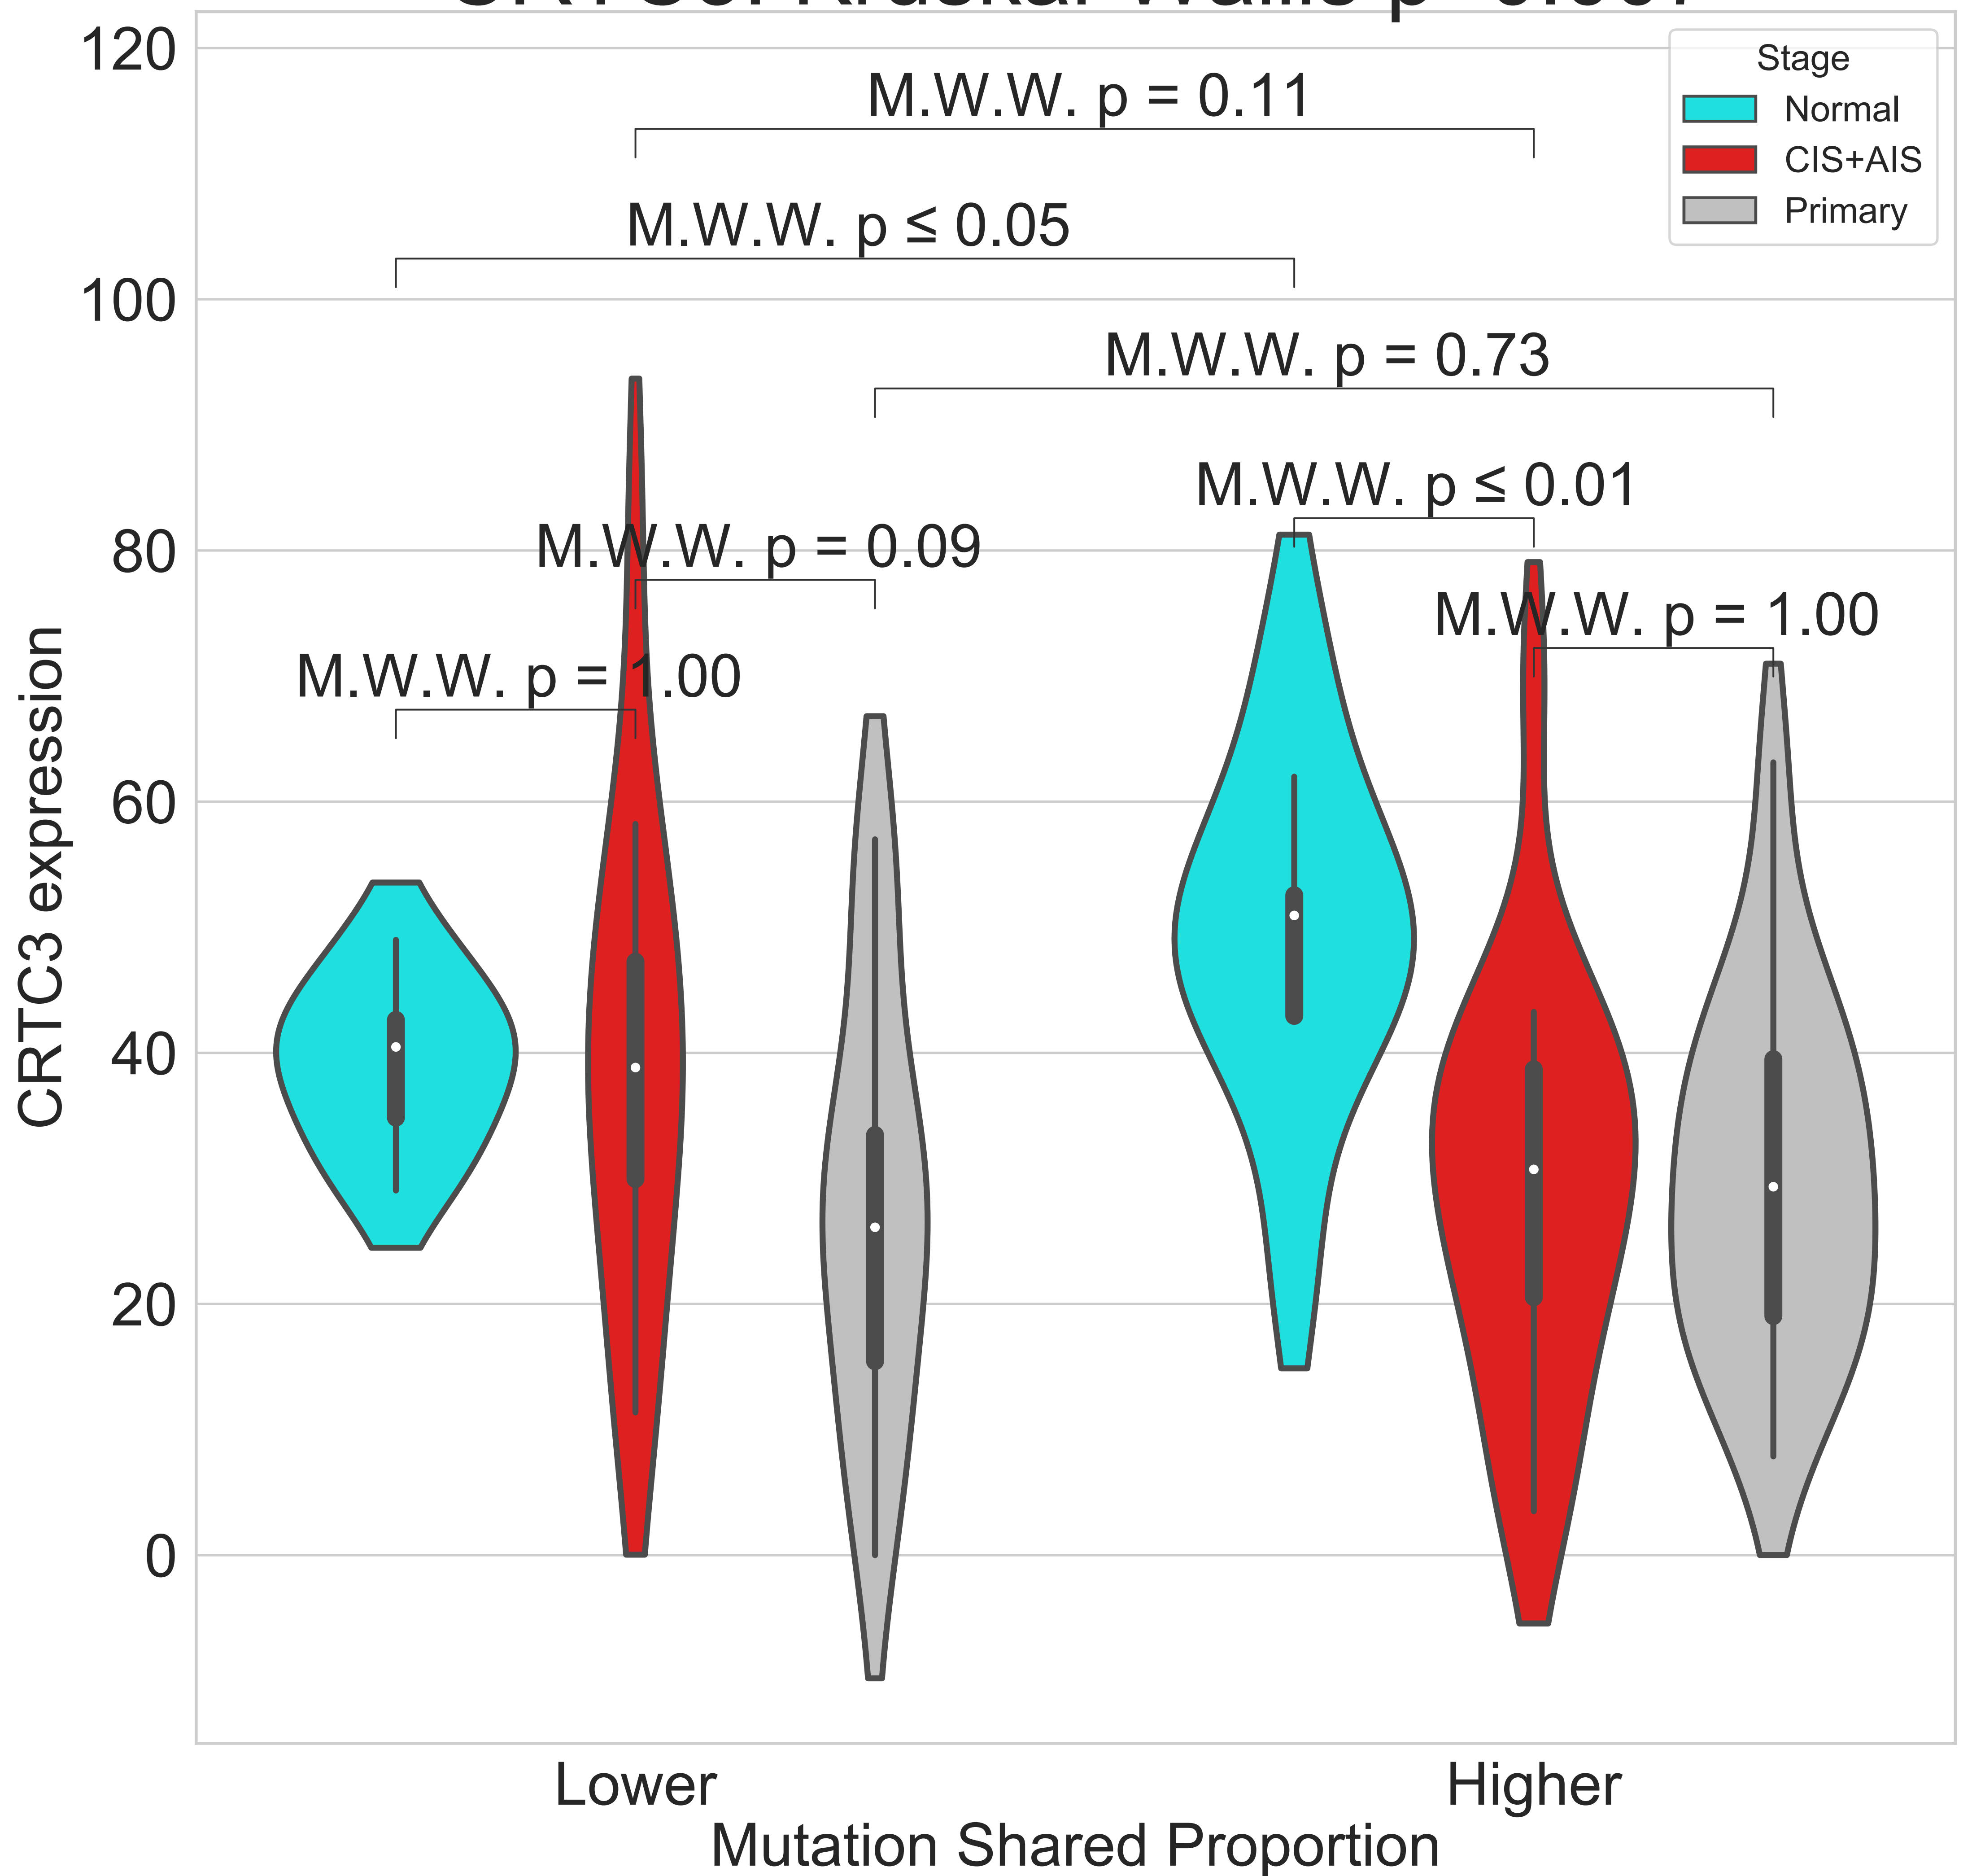 120
Stage
Normal
CIS+AIS
Primary
M.W.W. p = 0.11
M.W.W. p ≤ 0.05
100
M.W.W. p = 0.73
M.W.W. p ≤ 0.01
80
M.W.W. p = 0.09
M.W.W. p = 1.00
M.W.W. p = 1.00
60
CRTC3 expression
40
20
0
Lower
Higher
Mutation Shared Proportion